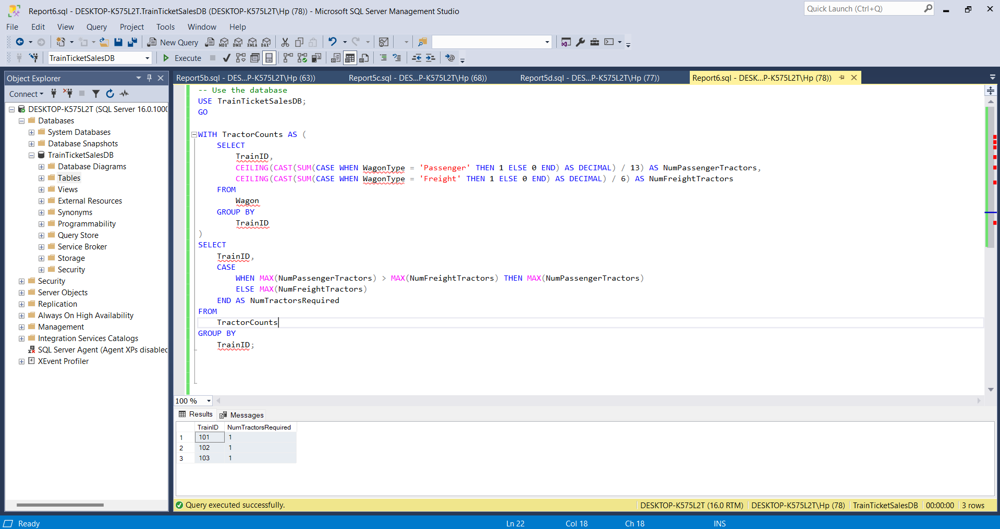 Report6.sql - DESKTOP-K575L2T.TrainTicketSalesDB (DESKTOP-K575L2T\Hp (78)) - Microsoft SQL Server Management Studio
Quick Launch (Ctrl+Q)
File Edit View Query Project Tools Window Help
New Query MDX DMX XMLA DAX
TrainTicketSalesDB Execute
Object Explorer
Connect
DESKTOP-K575L2T (SQL Server 16.0.1000
Databases
System Databases
Database Snapshots
TrainTicketSalesDB
Database Diagrams
Tables
Views
External Resources
Synonyms
Programmability
Query Store
Service Broker
Storage
Security
Security
Server Objects
Replication
Always On High Availability
Management
Integration Services Catalogs
SQL Server Agent (Agent XPs disabled
XEvent Profiler
Report5b.sql - DES...P-K575L2T\Hp (63)) Report5c.sql - DES...P-K575L2T\Hp (68)) Report5d.sql - DES...P-K575L2T\Hp (77)) Report6.sql - DESK...P-K575L2T\Hp (78))
-- Use the database
USE TrainTicketSalesDB;
GO
WITH TractorCounts AS (
SELECT
TrainID,
CEILING(CAST(SUM(CASE WHEN WagonType = 'Passenger' THEN 1 ELSE 0 END) AS DECIMAL) / 13) AS NumPassengerTractors,
CEILING(CAST(SUM(CASE WHEN WagonType = 'Freight' THEN 1 ELSE 0 END) AS DECIMAL) / 6) AS NumFreightTractors
FROM
Wagon
GROUP BY
TrainID
)
SELECT
TrainID,
CASE
WHEN MAX(NumPassengerTractors) > MAX(NumFreightTractors) THEN MAX(NumPassengerTractors)
ELSE MAX(NumFreightTractors)
END AS NumTractorsRequired
FROM
TractorCounts
GROUP BY
TrainID;
100 %
Results Messages
TrainID NumTractorsRequired
1 101 1
2 102 1
3 103 1
Query executed successfully. DESKTOP-K575L2T (16.0 RTM) DESKTOP-K575L2T\Hp (78) TrainTicketSalesDB 00:00:00 3 rows
Ready Ln 22 Col 18 Ch 18 INS